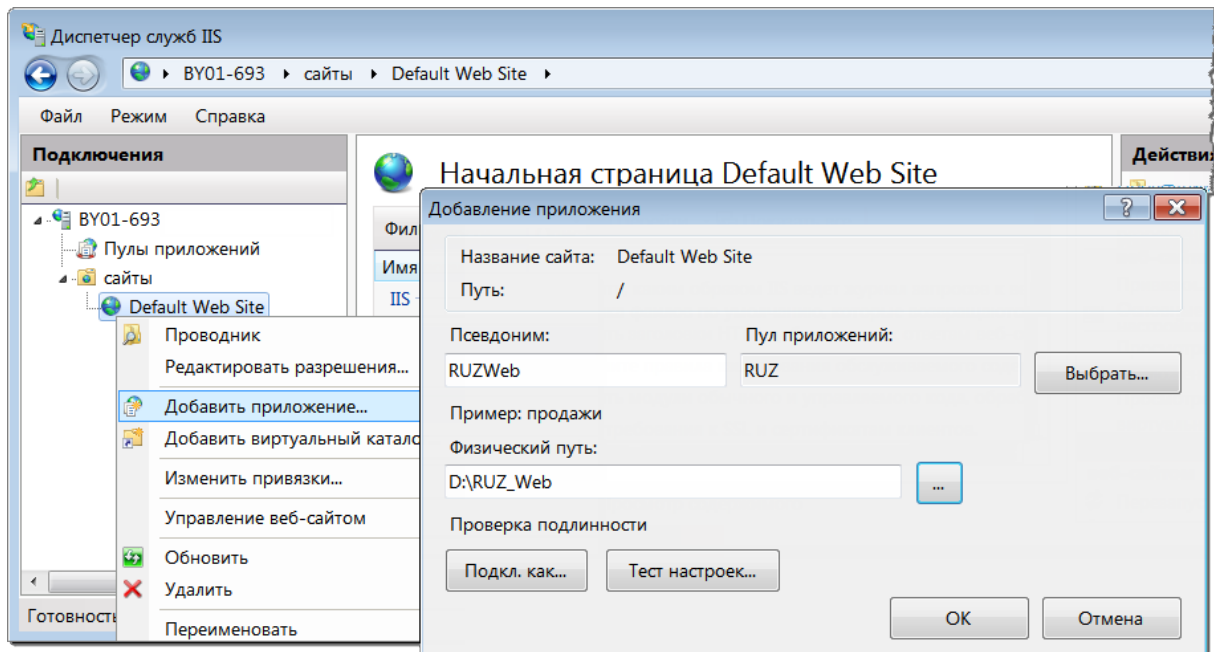 Диспетчер служб IIS
BY01-693 сайты Default Web Site
Файл Режим Справка
Подключения
Начальная страница Default Web Site
Действия
BY01-693
Пулы приложений
сайты
Default Web Site
Фил
Имя
IIS
Проводник
Редактировать разрешения...
Добавить приложение...
Добавить виртуальный катало
Изменить привязки...
Управление веб-сайтом
Обновить
Удалить
Переименовать
Готовность
Добавление приложения
Название сайта: Default Web Site
Путь: /
Псевдоним: Пул приложений:
RUZWeb RUZ Выбрать...
Пример: продажи
Физический путь:
D:\RUZ_Web ...
Проверка подлинности
Подкл. как... Тест настроек...
OK Отмена